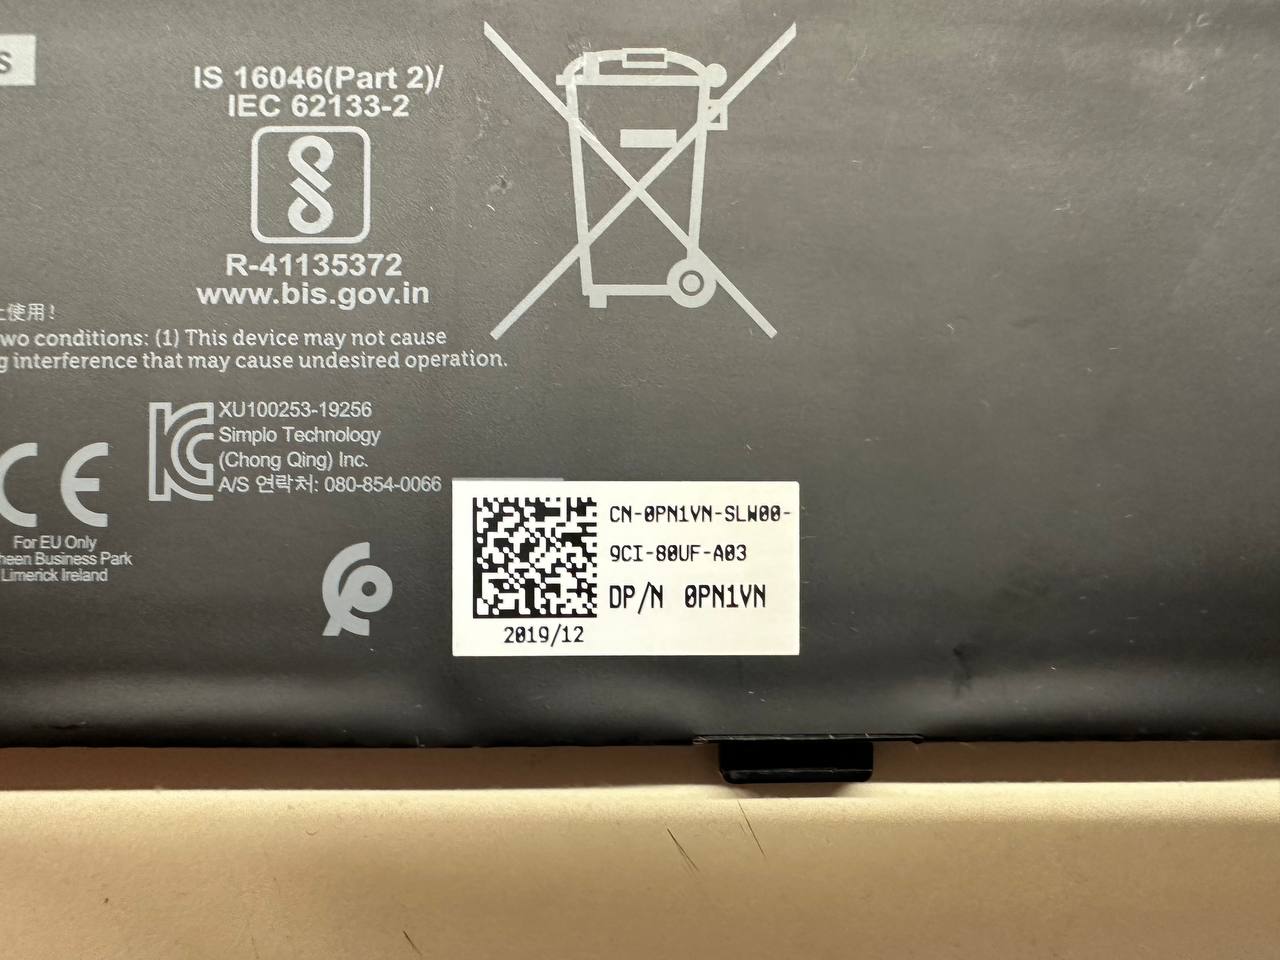 S
IS 16046(Part 2)/
IEC 62133-2
R-41135372
www.bis.gov.in
使用!
two conditions: (1) This device may not cause
g interference that may cause undesired operation.
XU100253-19256
Simplo Technology
(Chong Qing) Inc.
A/S 연락처: 080-854-0066
CE
For EU Only
heen Business Park
Limerick Ireland
CN-0PN1VN-SLW00-
9CI-80UF-A03
DP/N 0PN1VN
2019/12